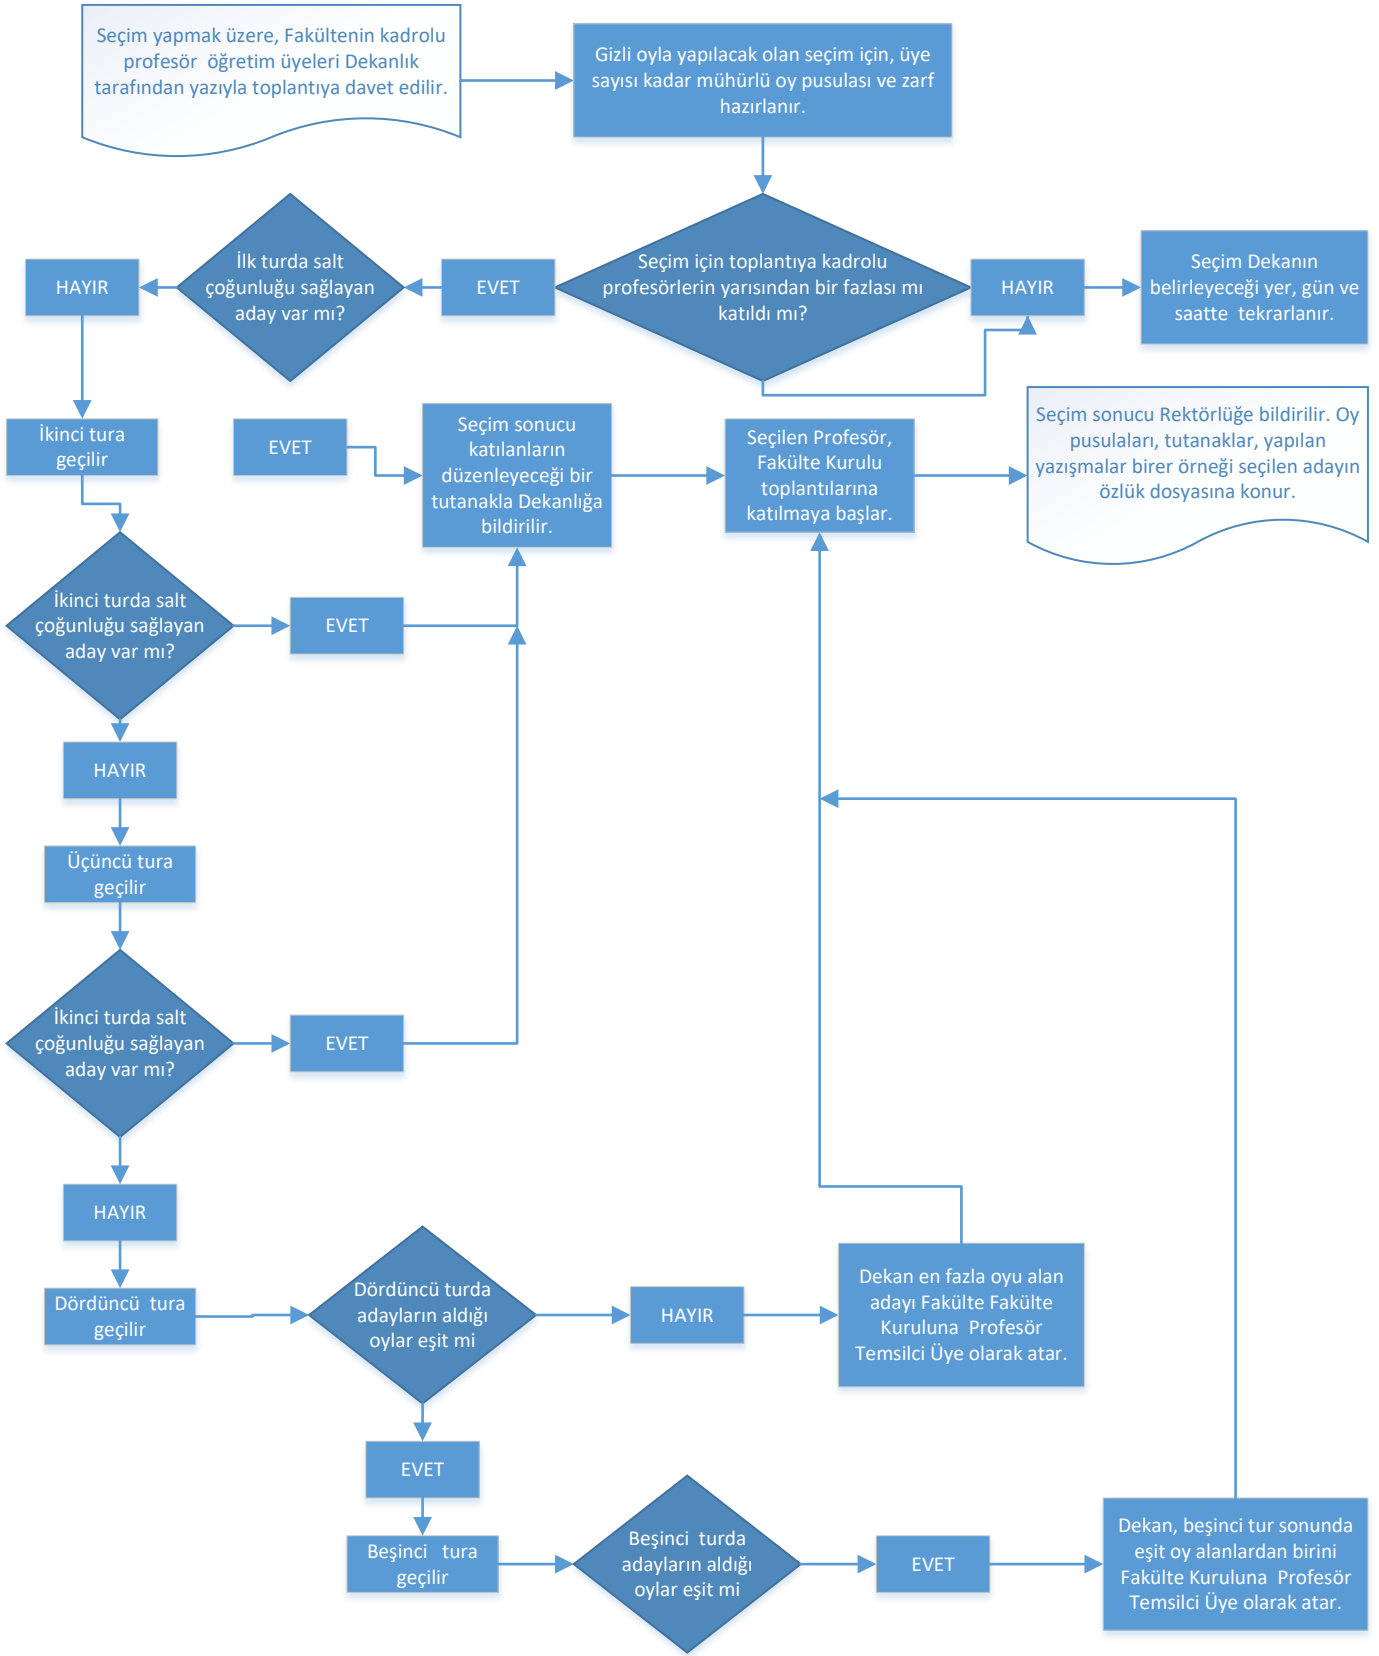 Seçim yapmak üzere, Fakültenin kadrolu
profesör öğretim üyeleri Dekanlık
tarafından yazıyla toplantıya davet edilir.
Gizli oyla yapılacak olan seçim için, üye
sayısı kadar mühürlü oy pusulası ve zarf
hazırlanır.
HAYIR
İlk turda salt
çoğunluğu sağlayan
aday var mı?
EVET
Seçim için toplantıya kadrolu
profesörlerin yarısından bir fazlası mı
katıldı mı?
HAYIR
Seçim Dekanın
belirleyeceği yer, gün ve
saatte tekrarlanır.
İkinci tura
geçilir
EVET
Seçim sonucu
katılanların
düzenleyeceği bir
tutanakla Dekanlığa
bildirilir.
Seçilen Profesör,
Fakülte Kurulu
toplantılarına
katılmaya başlar.
Seçim sonucu Rektörlüğe bildirilir. Oy
pusulaları, tutanaklar, yapılan
yazışmalar birer örneği seçilen adayın
özlük dosyasına konur.
İkinci turda salt
çoğunluğu sağlayan
aday var mı?
EVET
HAYIR
Üçüncü tura
geçilir
İkinci turda salt
çoğunluğu sağlayan
aday var mı?
EVET
HAYIR
Dördüncü tura
geçilir
Dördüncü turda
adayların aldığı
oylar eşit mi
HAYIR
Dekan en fazla oyu alan
adayı Fakülte Fakülte
Kuruluna Profesör
Temsilci Üye olarak atar.
EVET
Beşinci tura
geçilir
Beşinci turda
adayların aldığı
oylar eşit mi
EVET
Dekan, beşinci tur sonunda
eşit oy alanlardan birini
Fakülte Kuruluna Profesör
Temsilci Üye olarak atar.